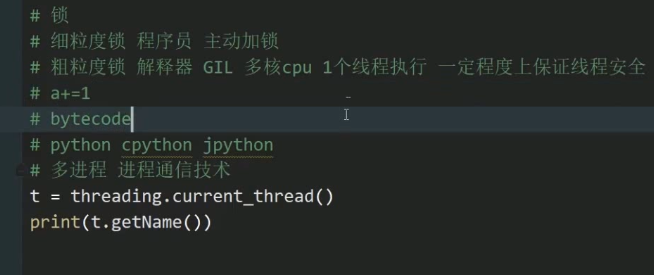 # 锁
# 细粒度锁 程序员 主动加锁
# 粗粒度锁 解释器 GIL 多核cpu 1个线程执行 一定程度上保证线程安全
# a+=1
# bytecode
# python cpython jpython
# 多进程 进程通信技术
t = threading.current_thread()
print(t.getName())